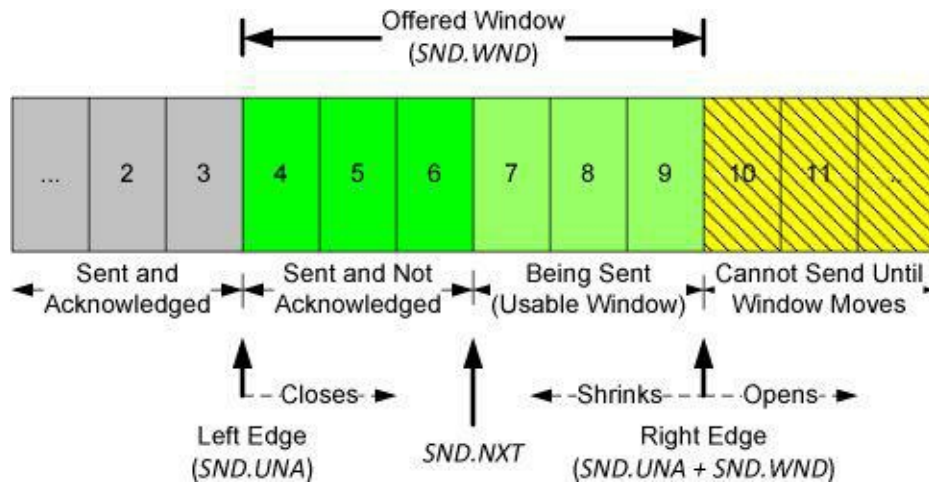 Offered Window
(SND.WND)
... 2 3 4 5 6 7 8 9 10 11 ..
Sent and Acknowledged
Sent and Not Acknowledged
Being Sent (Usable Window)
Cannot Send Until Window Moves
Closes
Shrinks
Opens
Left Edge
(SND.UNA)
SND.NXT
Right Edge
(SND.UNA + SND.WND)